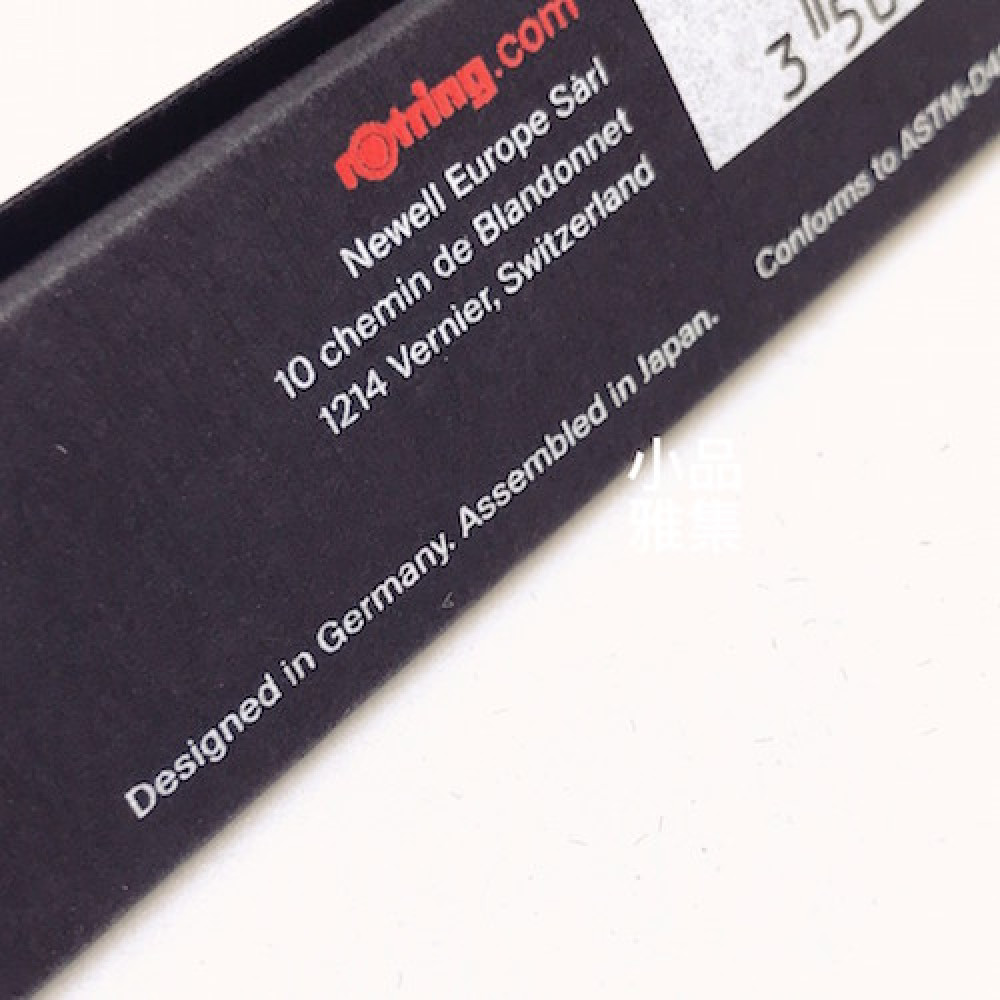 rotring.com
Newell Europe Sàrl
10 chemin de Blandonnet
1214 Vernier, Switzerland
Designed in Germany. Assembled in Japan.
Conforms to ASTM-D4
小品
雅集